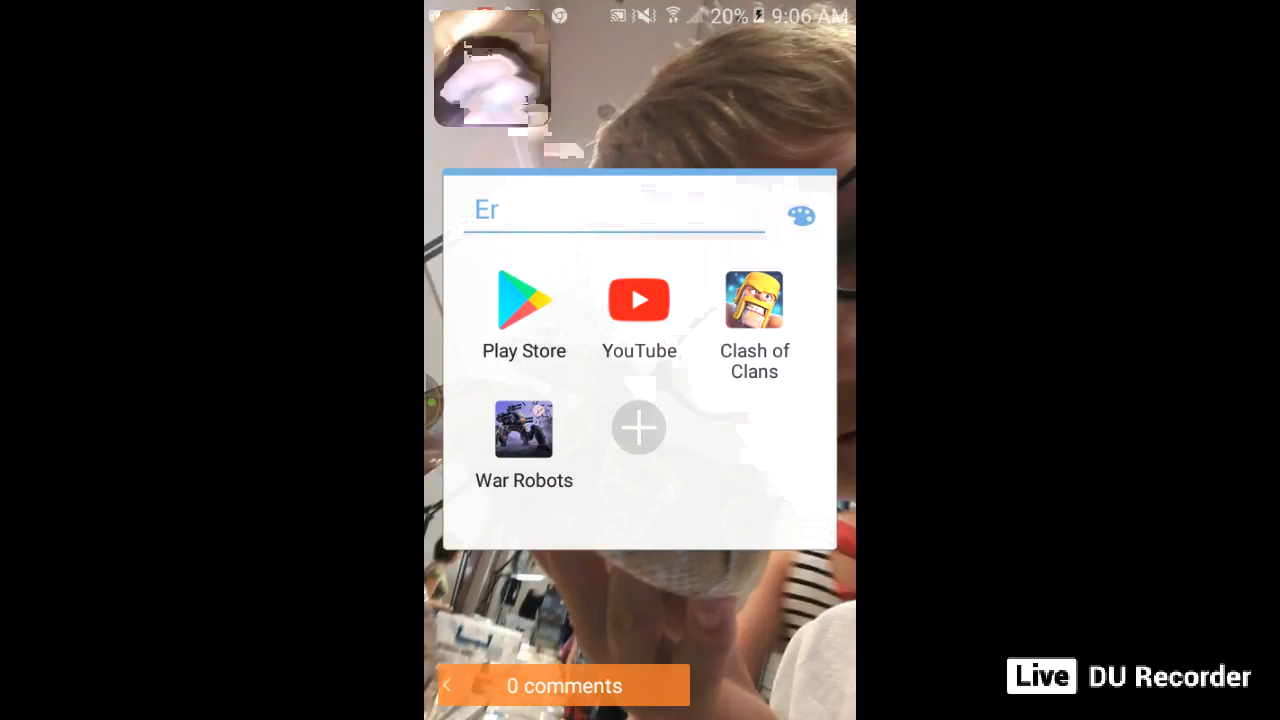 20% 9:06 AM
Er
Play Store
YouTube
Clash of
Clans
War Robots
0 comments
Live DU Recorder